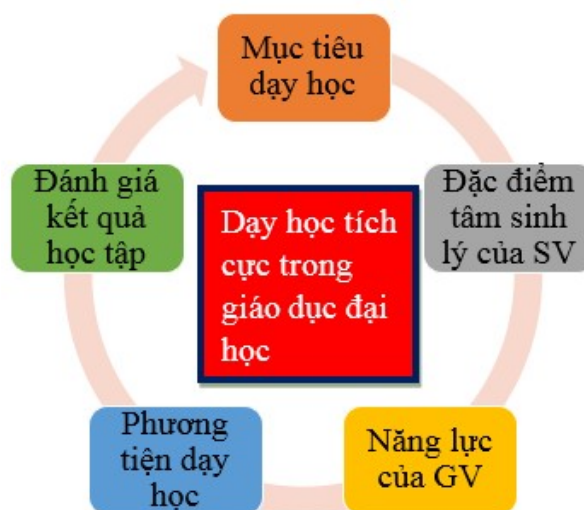 Mục tiêu
dạy học
Đặc điểm
tâm sinh
lý của SV
Năng lực
của GV
Phương
tiện dạy
học
Đánh giá
kết quả
học tập
Dạy học tích
cực trong
giáo dục đại
học